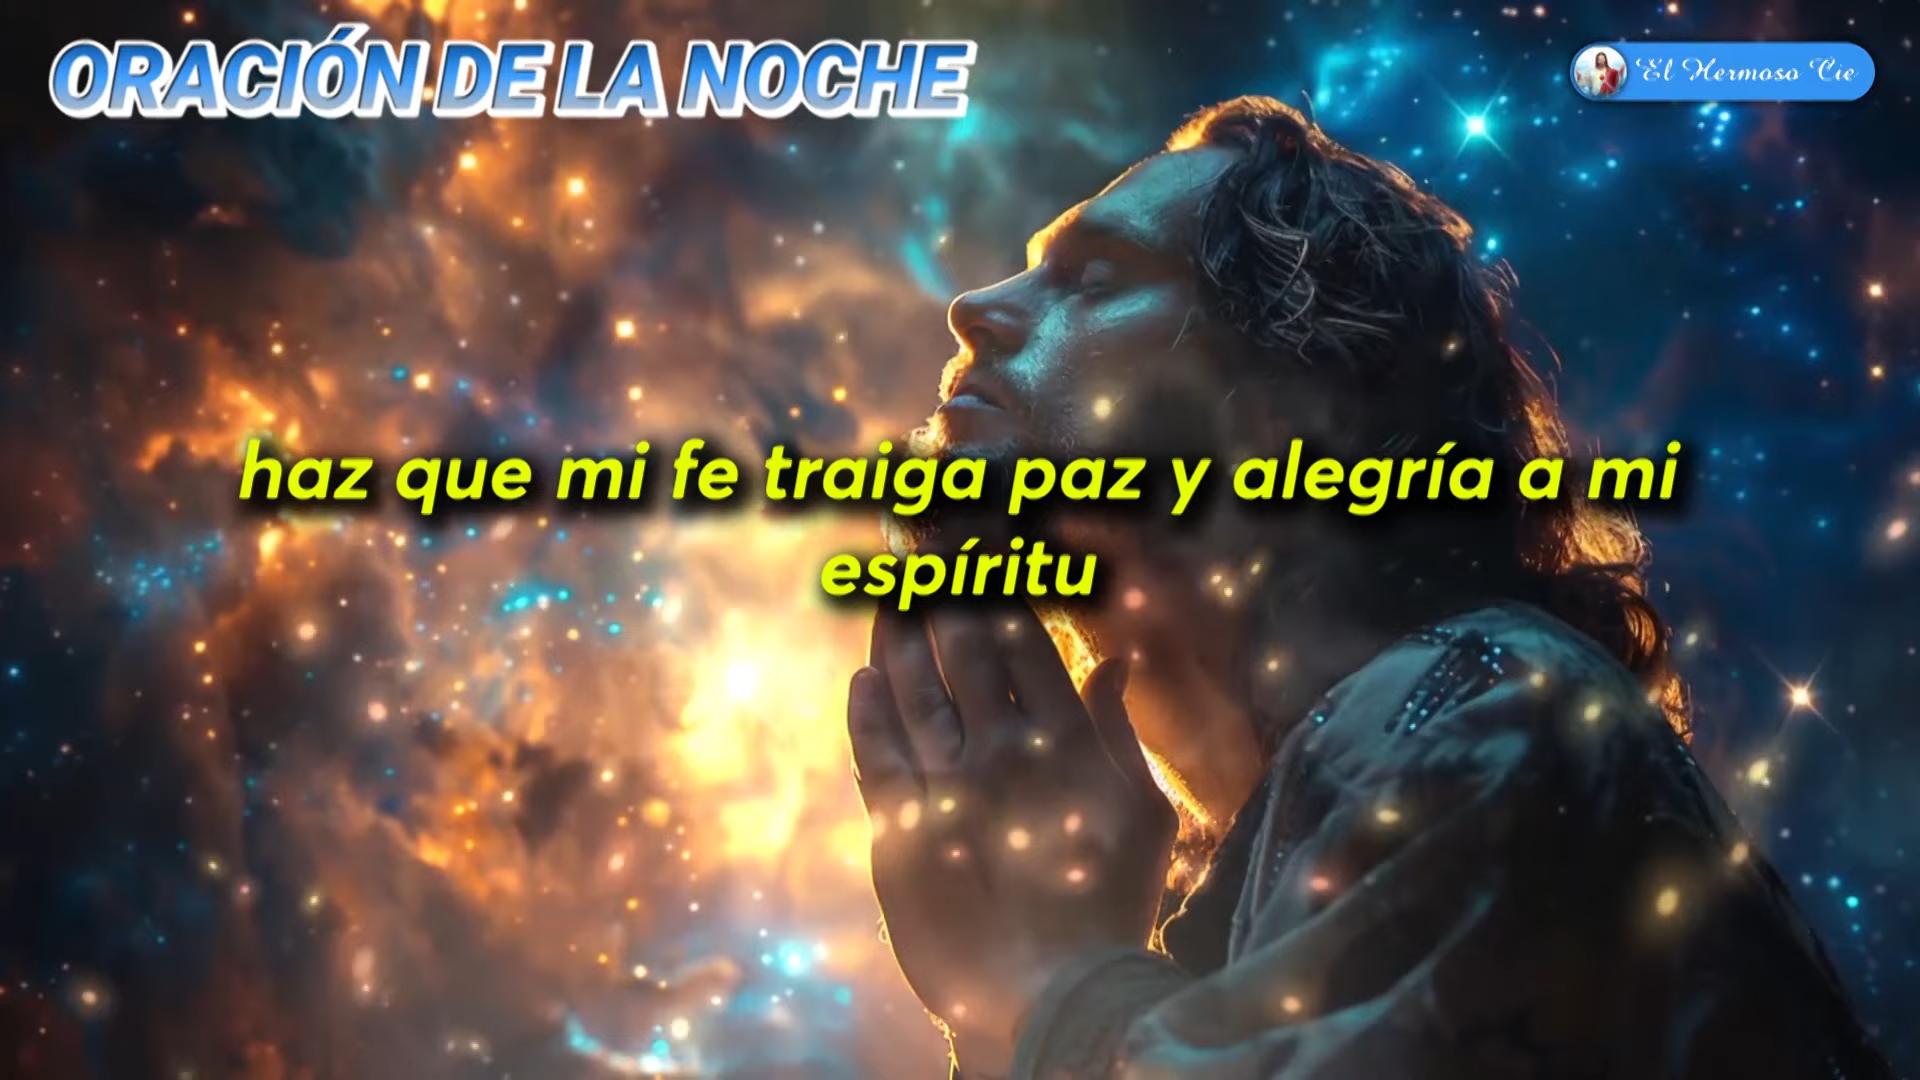 ORACIÓN DE LA NOCHE
El Hermoso Cie
haz que mi fe traiga paz y alegría a mi
espíritu